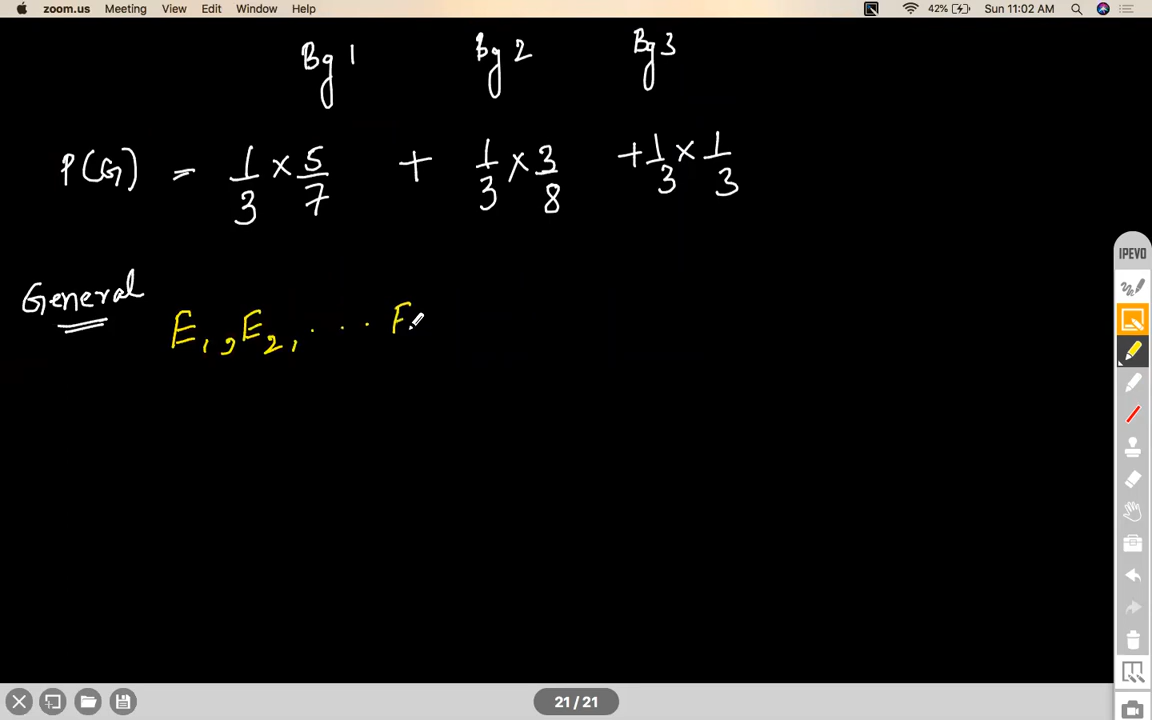 zoom.us Meeting View Edit Window Help 42% Sun 11:02 AM
Bg 1 Bg 2 Bg 3
P(G) = 1/3 × 5/7 + 1/3 × 3/8 + 1/3 × 1/3
IPEVO
General
E₁, E₂, . . .
21 / 21